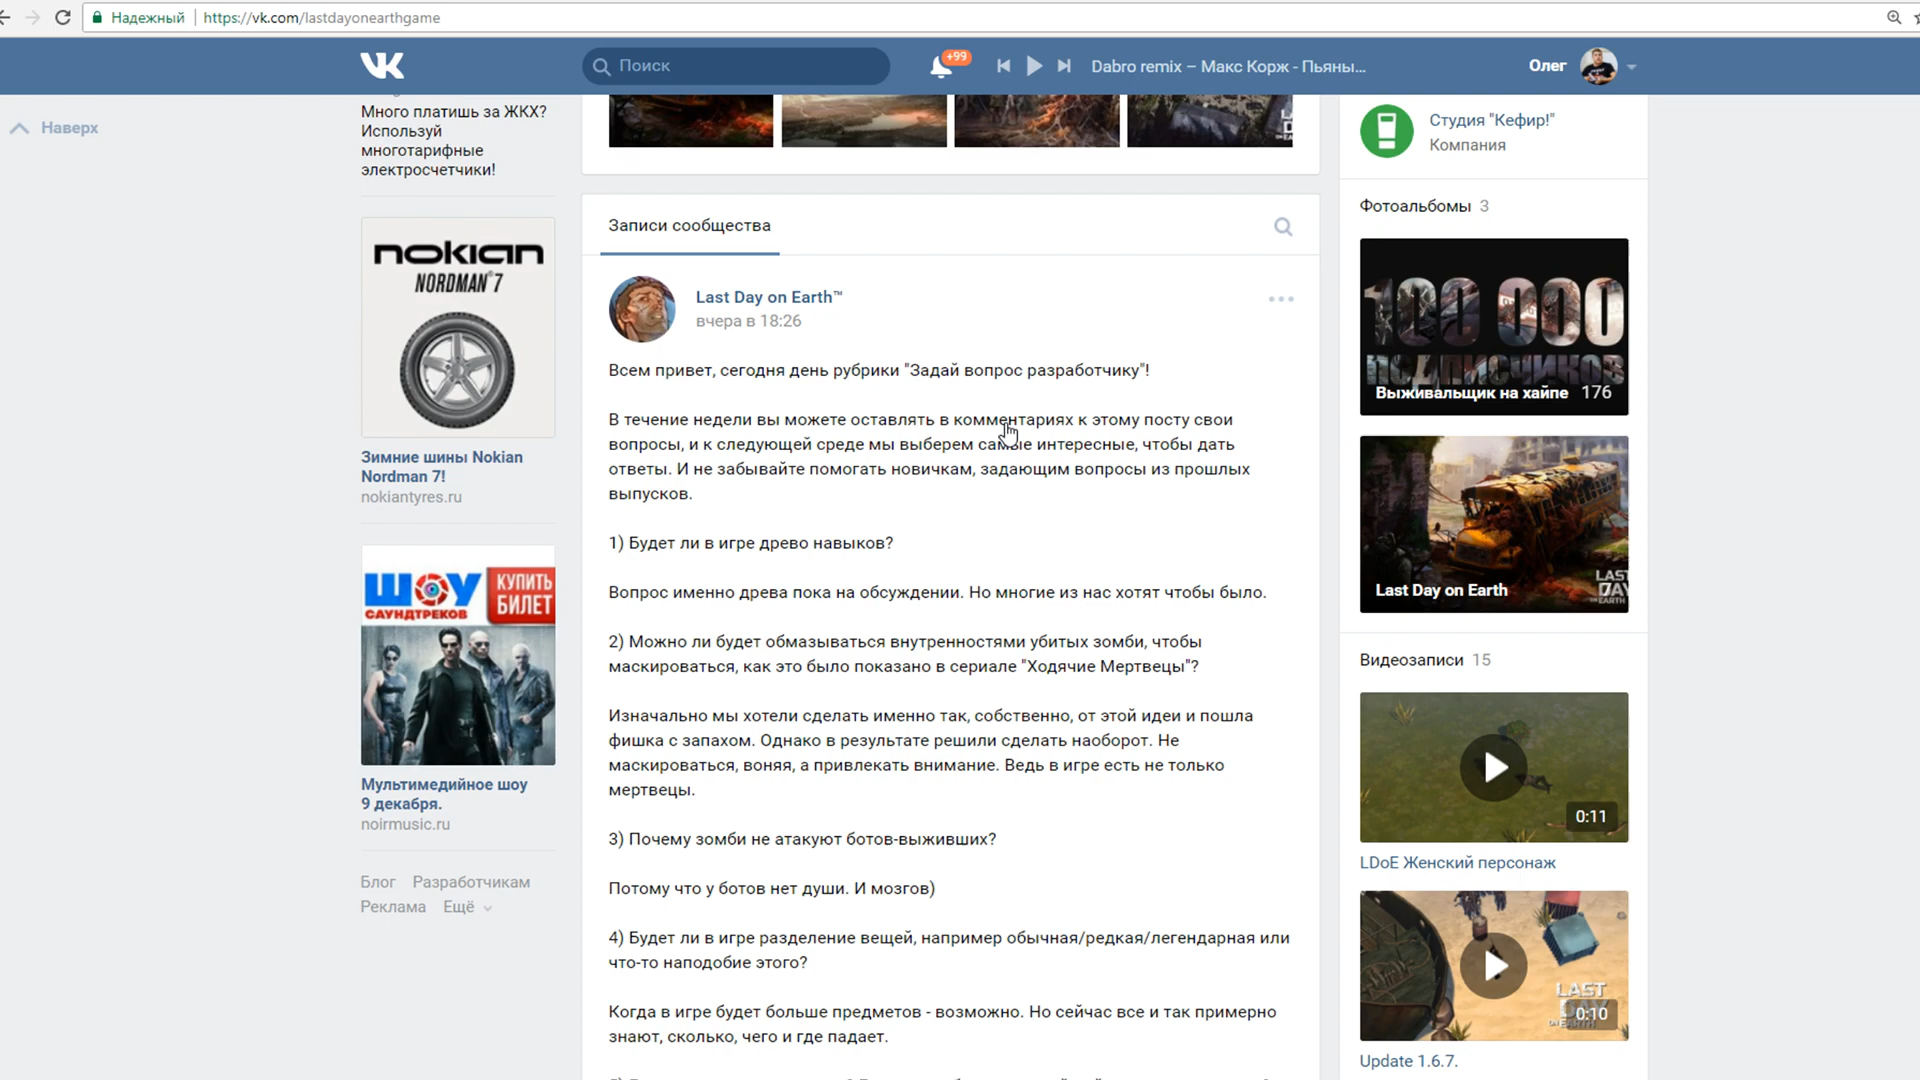 Надежный
https://vk.com/lastdayonearthgame
Поиск
+99
Dabro remix – Макс Корж - Пьяны...
Олег
Наверх
Много платишь за ЖКХ?
Используй
многотарифные
электросчетчики!
nokian
NORDMAN 7
Зимние шины Nokian
Nordman 7!
nokiantyres.ru
ШОУ
САУНДТРЕКОВ
КУПИТЬ
БИЛЕТ
Мультимедийное шоу
9 декабря.
noirmusic.ru
Блог Разработчикам
Реклама Ещё
Записи сообщества
Last Day on Earth™
вчера в 18:26
Всем привет, сегодня день рубрики "Задай вопрос разработчику"!
В течение недели вы можете оставлять в комментариях к этому посту свои
вопросы, и к следующей среде мы выберем самые интересные, чтобы дать
ответы. И не забывайте помогать новичкам, задающим вопросы из прошлых
выпусков.
1) Будет ли в игре древо навыков?
Вопрос именно древа пока на обсуждении. Но многие из нас хотят чтобы было.
2) Можно ли будет обмазываться внутренностями убитых зомби, чтобы
маскироваться, как это было показано в сериале "Ходячие Мертвецы"?
Изначально мы хотели сделать именно так, собственно, от этой идеи и пошла
фишка с запахом. Однако в результате решили сделать наоборот. Не
маскироваться, воняя, а привлекать внимание. Ведь в игре есть не только
мертвецы.
3) Почему зомби не атакуют ботов-выживших?
Потому что у ботов нет души. И мозгов)
4) Будет ли в игре разделение вещей, например обычная/редкая/легендарная или
что-то наподобие этого?
Когда в игре будет больше предметов - возможно. Но сейчас все и так примерно
знают, сколько, чего и где падает.
Студия "Кефир!"
Компания
Фотоальбомы 3
100 000
ПОДПИСЧИКОВ
Выживальщик на хайпе 176
Last Day on Earth
LAST
DAY
ON EARTH
Видеозаписи 15
0:11
LDoE Женский персонаж
LAST
ON EARTH
0:10
Update 1.6.7.